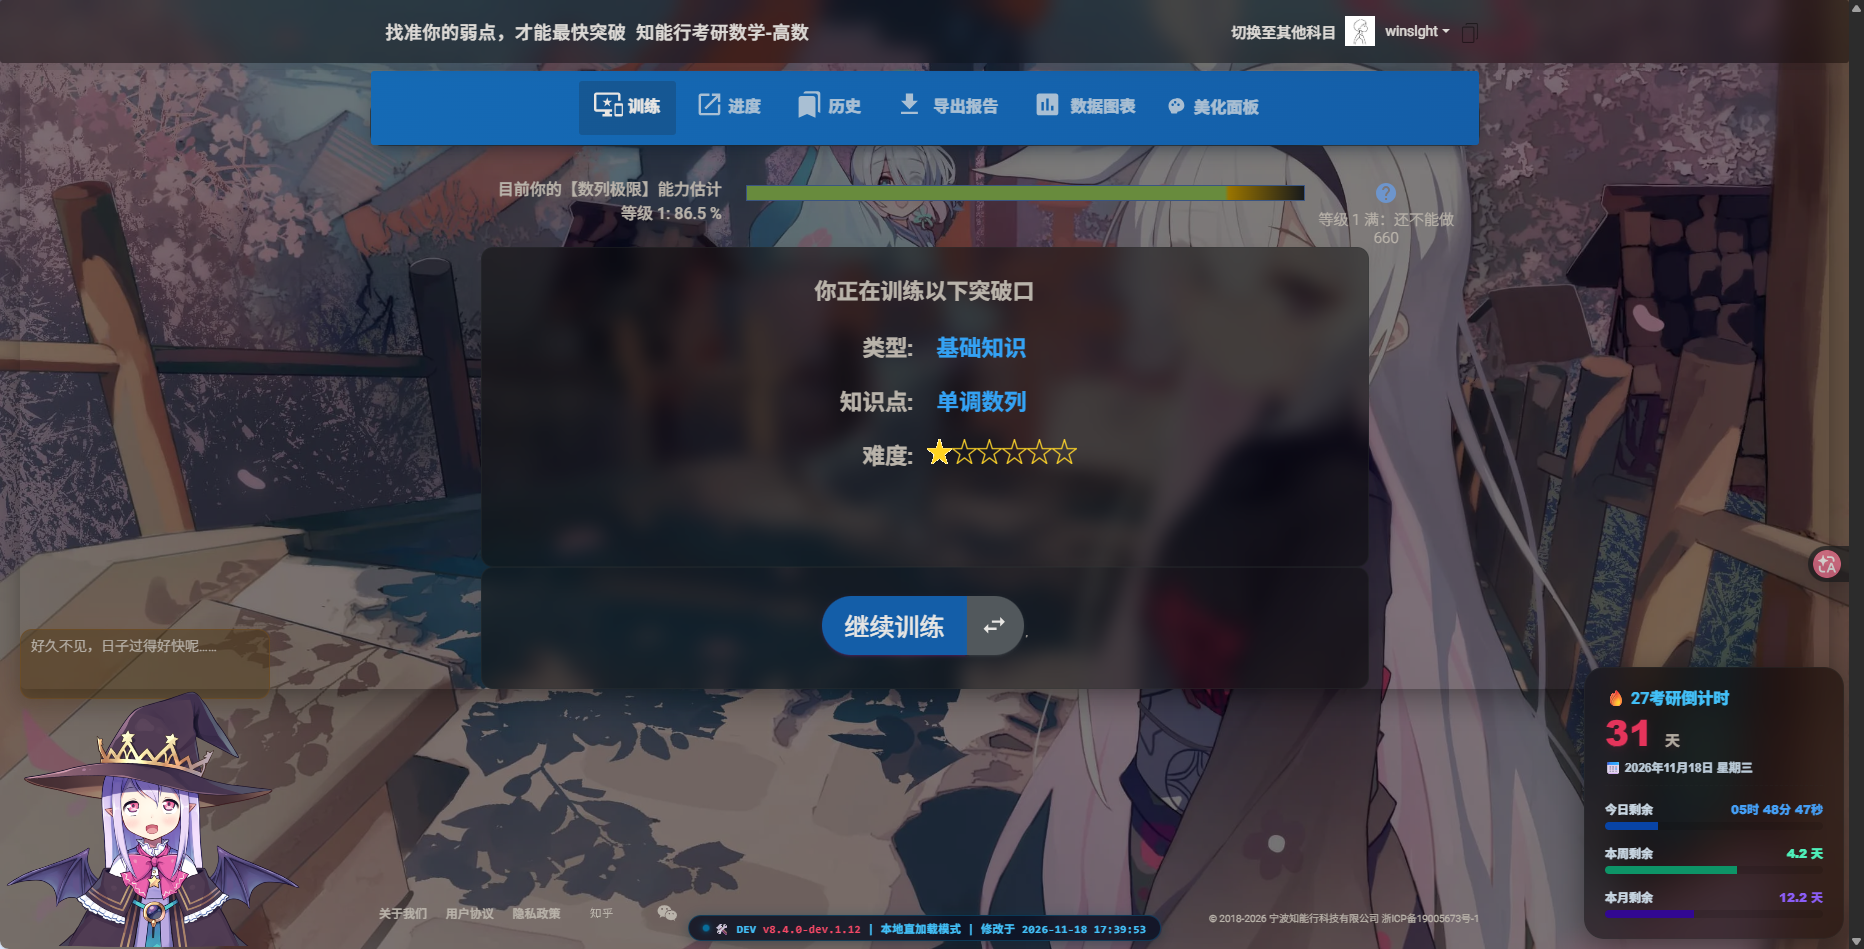 找准你的弱点，才能最快突破 知能行考研数学-高数
切换至其他科目
winslght
训练
进度
历史
导出报告
数据图表
美化面板
目前你的【数列极限】能力估计
等级 1: 86.5 %
等级 1 满：还不能做
660
你正在训练以下突破口
类型: 基础知识
知识点: 单调数列
难度:
继续训练
好久不见，日子过得好快呢……
27考研倒计时
31 天
2026年11月18日 星期三
今日剩余 05时 48分 47秒
本周剩余 4.2 天
本月剩余 12.2 天
关于我们 用户协议 隐私政策 知乎
DEV v8.4.0-dev.1.12 | 本地直加载模式 | 修改于 2026-11-18 17:39:53
© 2018-2026 宁波知能行科技有限公司 浙ICP备19005673号-1